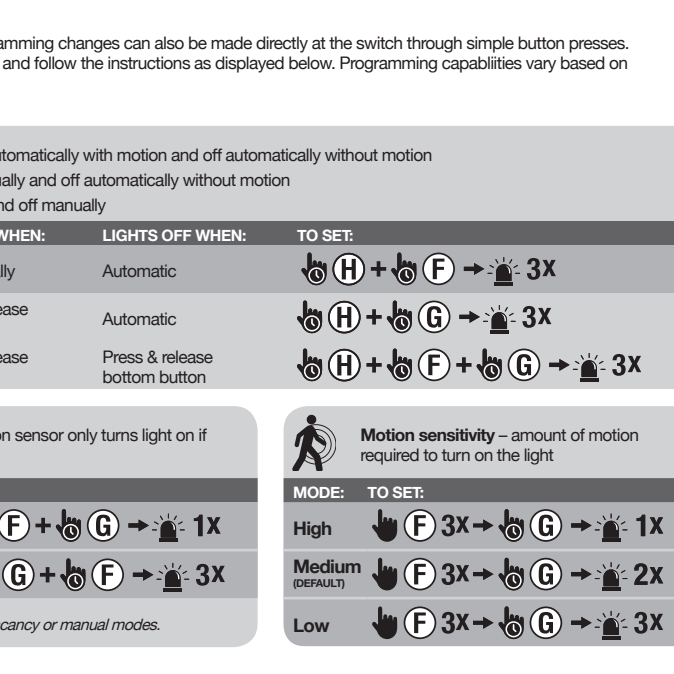 amming changes can also be made directly at the switch through simple button presses.
and follow the instructions as displayed below. Programming capabliities vary based on
tomatically with motion and off automatically without motion
ally and off automatically without motion
nd off manually
WHEN: LIGHTS OFF WHEN: TO SET:
lly Automatic H + F 3X
ease
Automatic H + G 3X
ease Press & release
bottom button H + F + G 3X
n sensor only turns light on if
F + G 1X
G + F 3X
cancy or manual modes.
Motion sensitivity – amount of motion
required to turn on the light
MODE: TO SET:
High F 3X G 1X
Medium
(DEFAULT) F 3X G 2X
Low F 3X G 3X